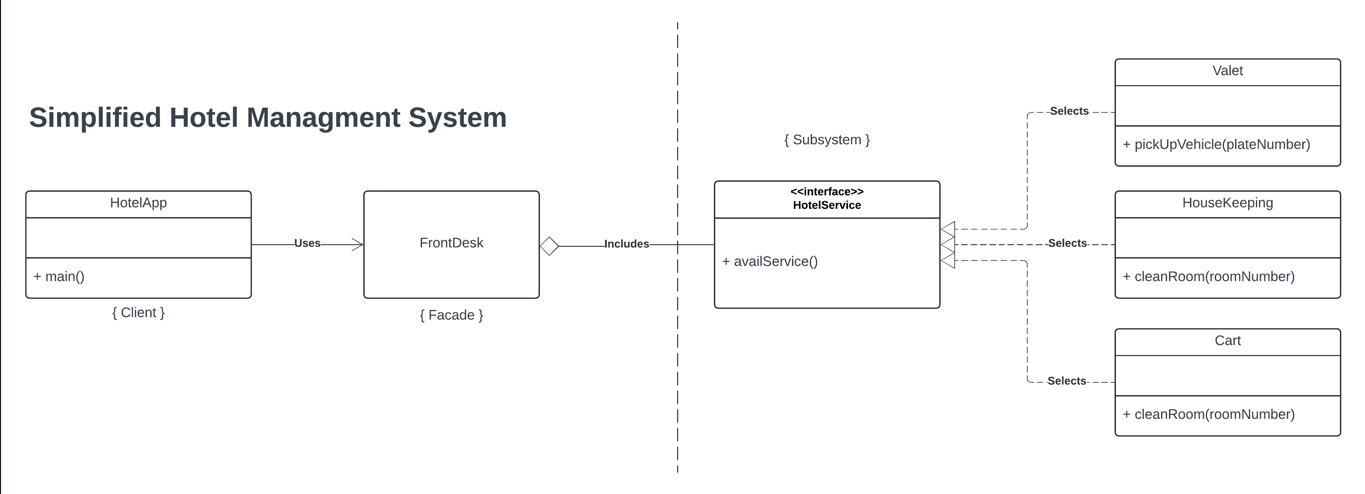 Simplified Hotel Managment System
HotelApp
+ main()
{ Client }
Uses
FrontDesk
{ Facade }
Includes
{ Subsystem }
<<interface>>
HotelService
+ availService()
Selects
Selects
Selects
Valet
+ pickUpVehicle(plateNumber)
HouseKeeping
+ cleanRoom(roomNumber)
Cart
+ cleanRoom(roomNumber)